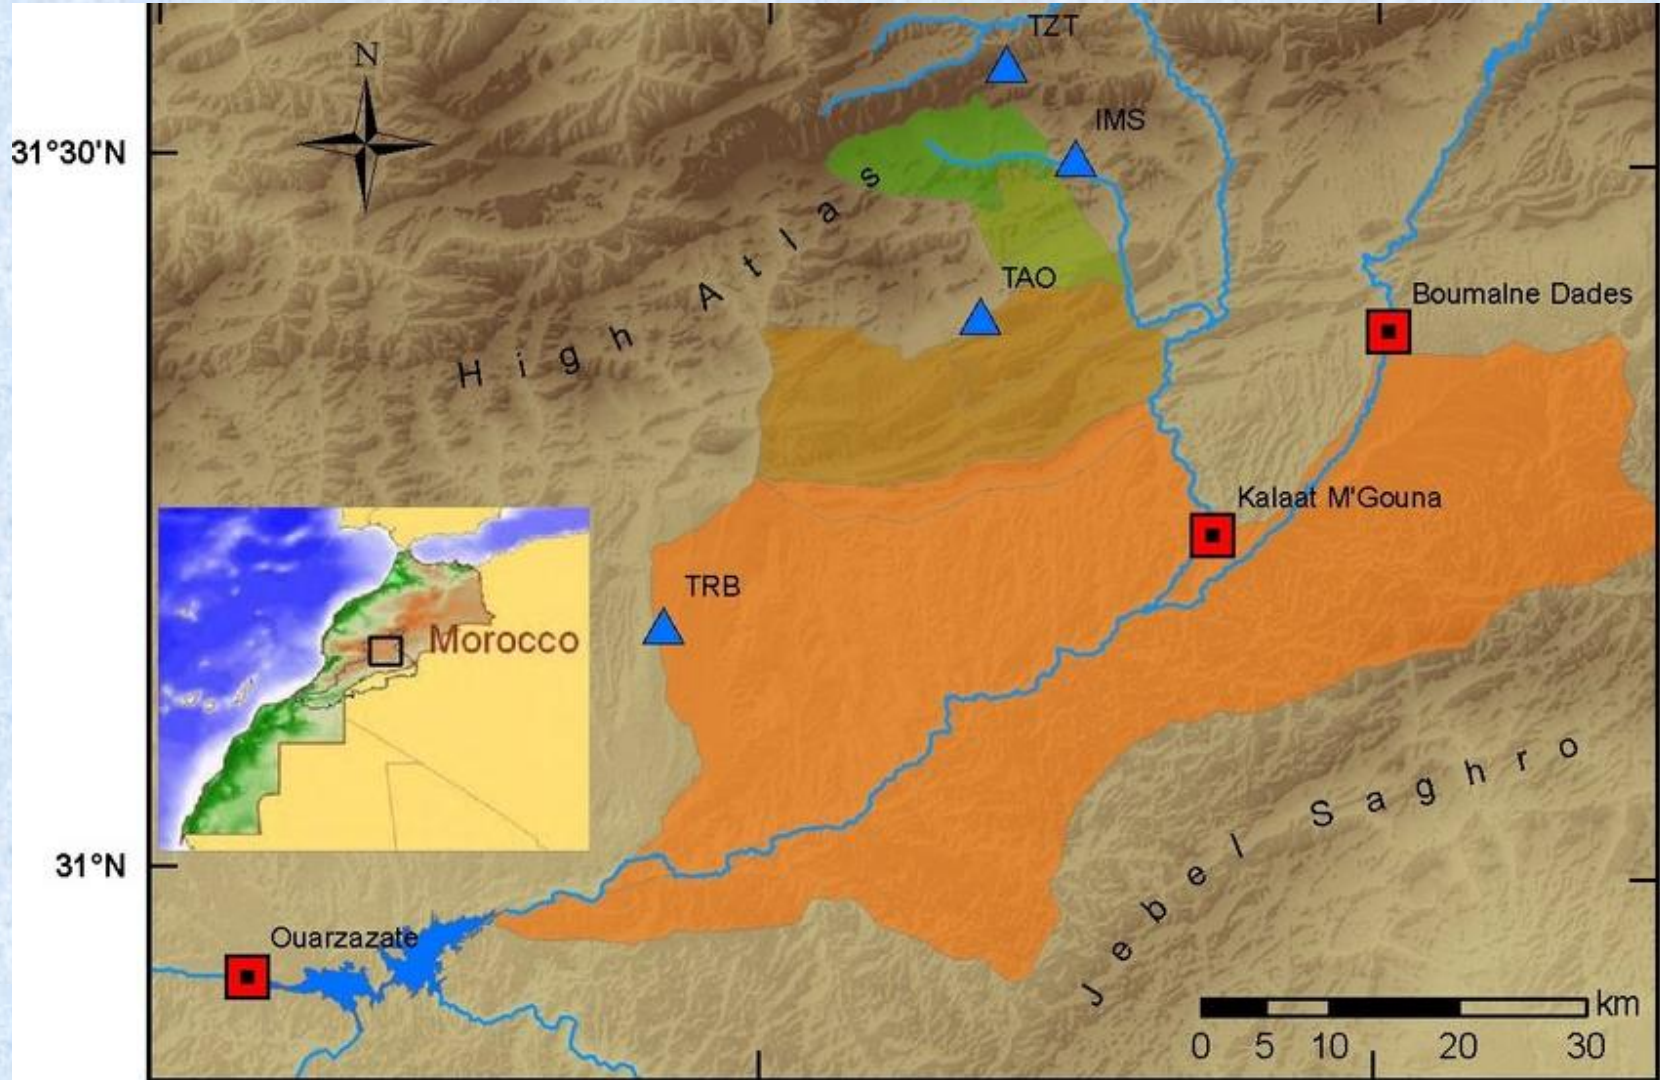 TZT
N
IMS
31°30'N
High Atlas
TAO
Boumalne Dades
Kalaat M'Gouna
TRB
Morocco
Jebel Saghro
31°N
Ouarzazate
km
0 5 10 20 30